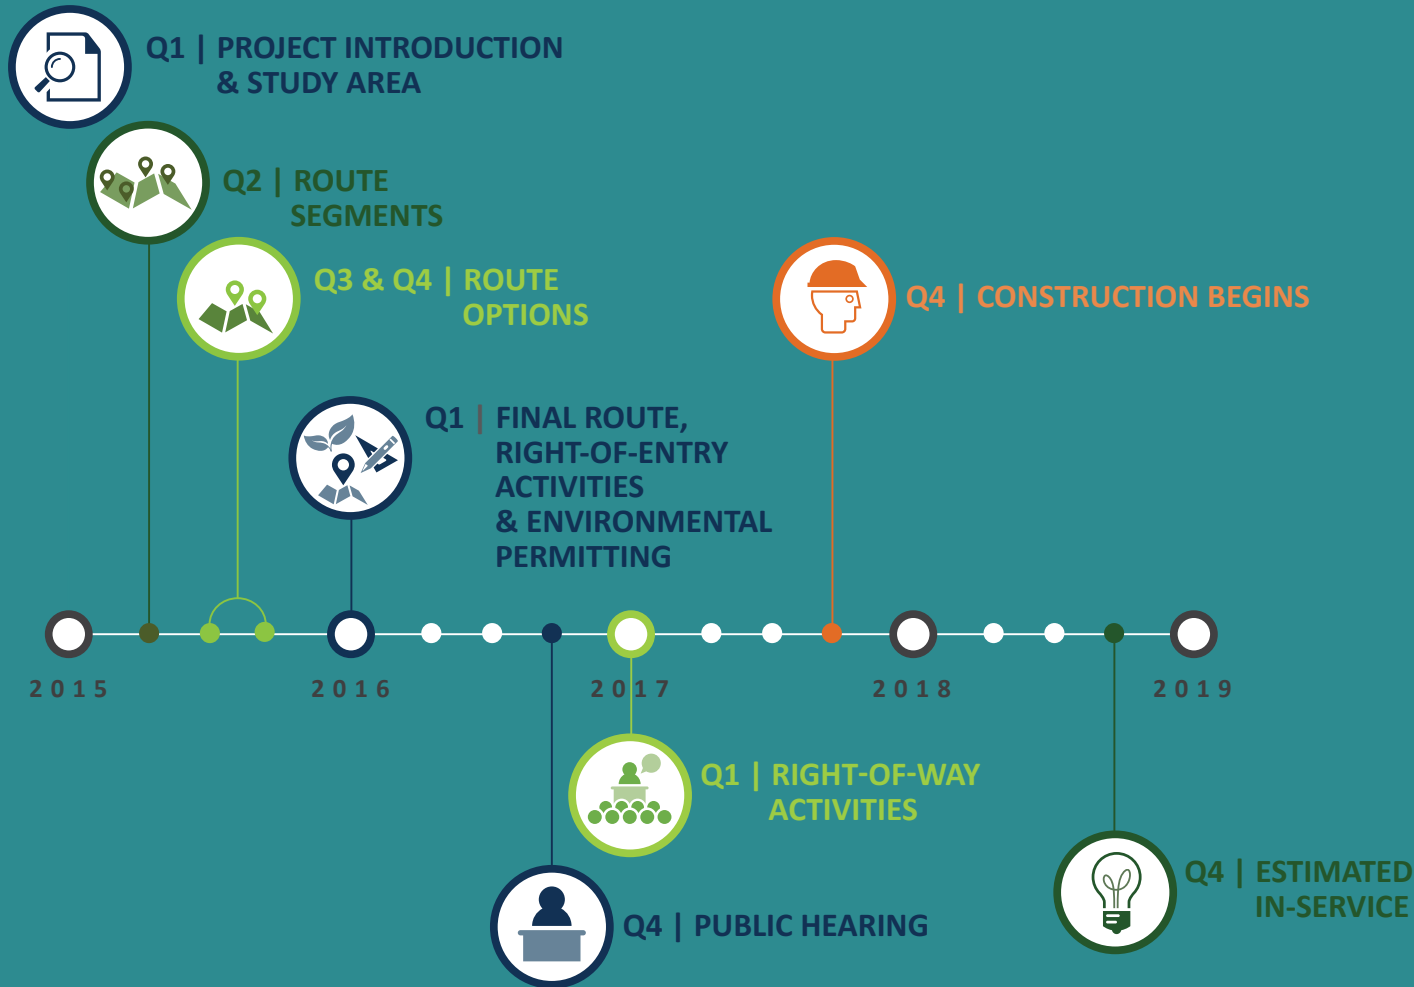 Q1 | PROJECT INTRODUCTION
& STUDY AREA
Q2 | ROUTE
SEGMENTS
Q3 & Q4 | ROUTE
OPTIONS
Q4 | CONSTRUCTION BEGINS
Q1 | FINAL ROUTE,
RIGHT-OF-ENTRY
ACTIVITIES
& ENVIRONMENTAL
PERMITTING
2015
2016
2017
2018
2019
Q1 | RIGHT-OF-WAY
ACTIVITIES
Q4 | PUBLIC HEARING
Q4 | ESTIMATED
IN-SERVICE